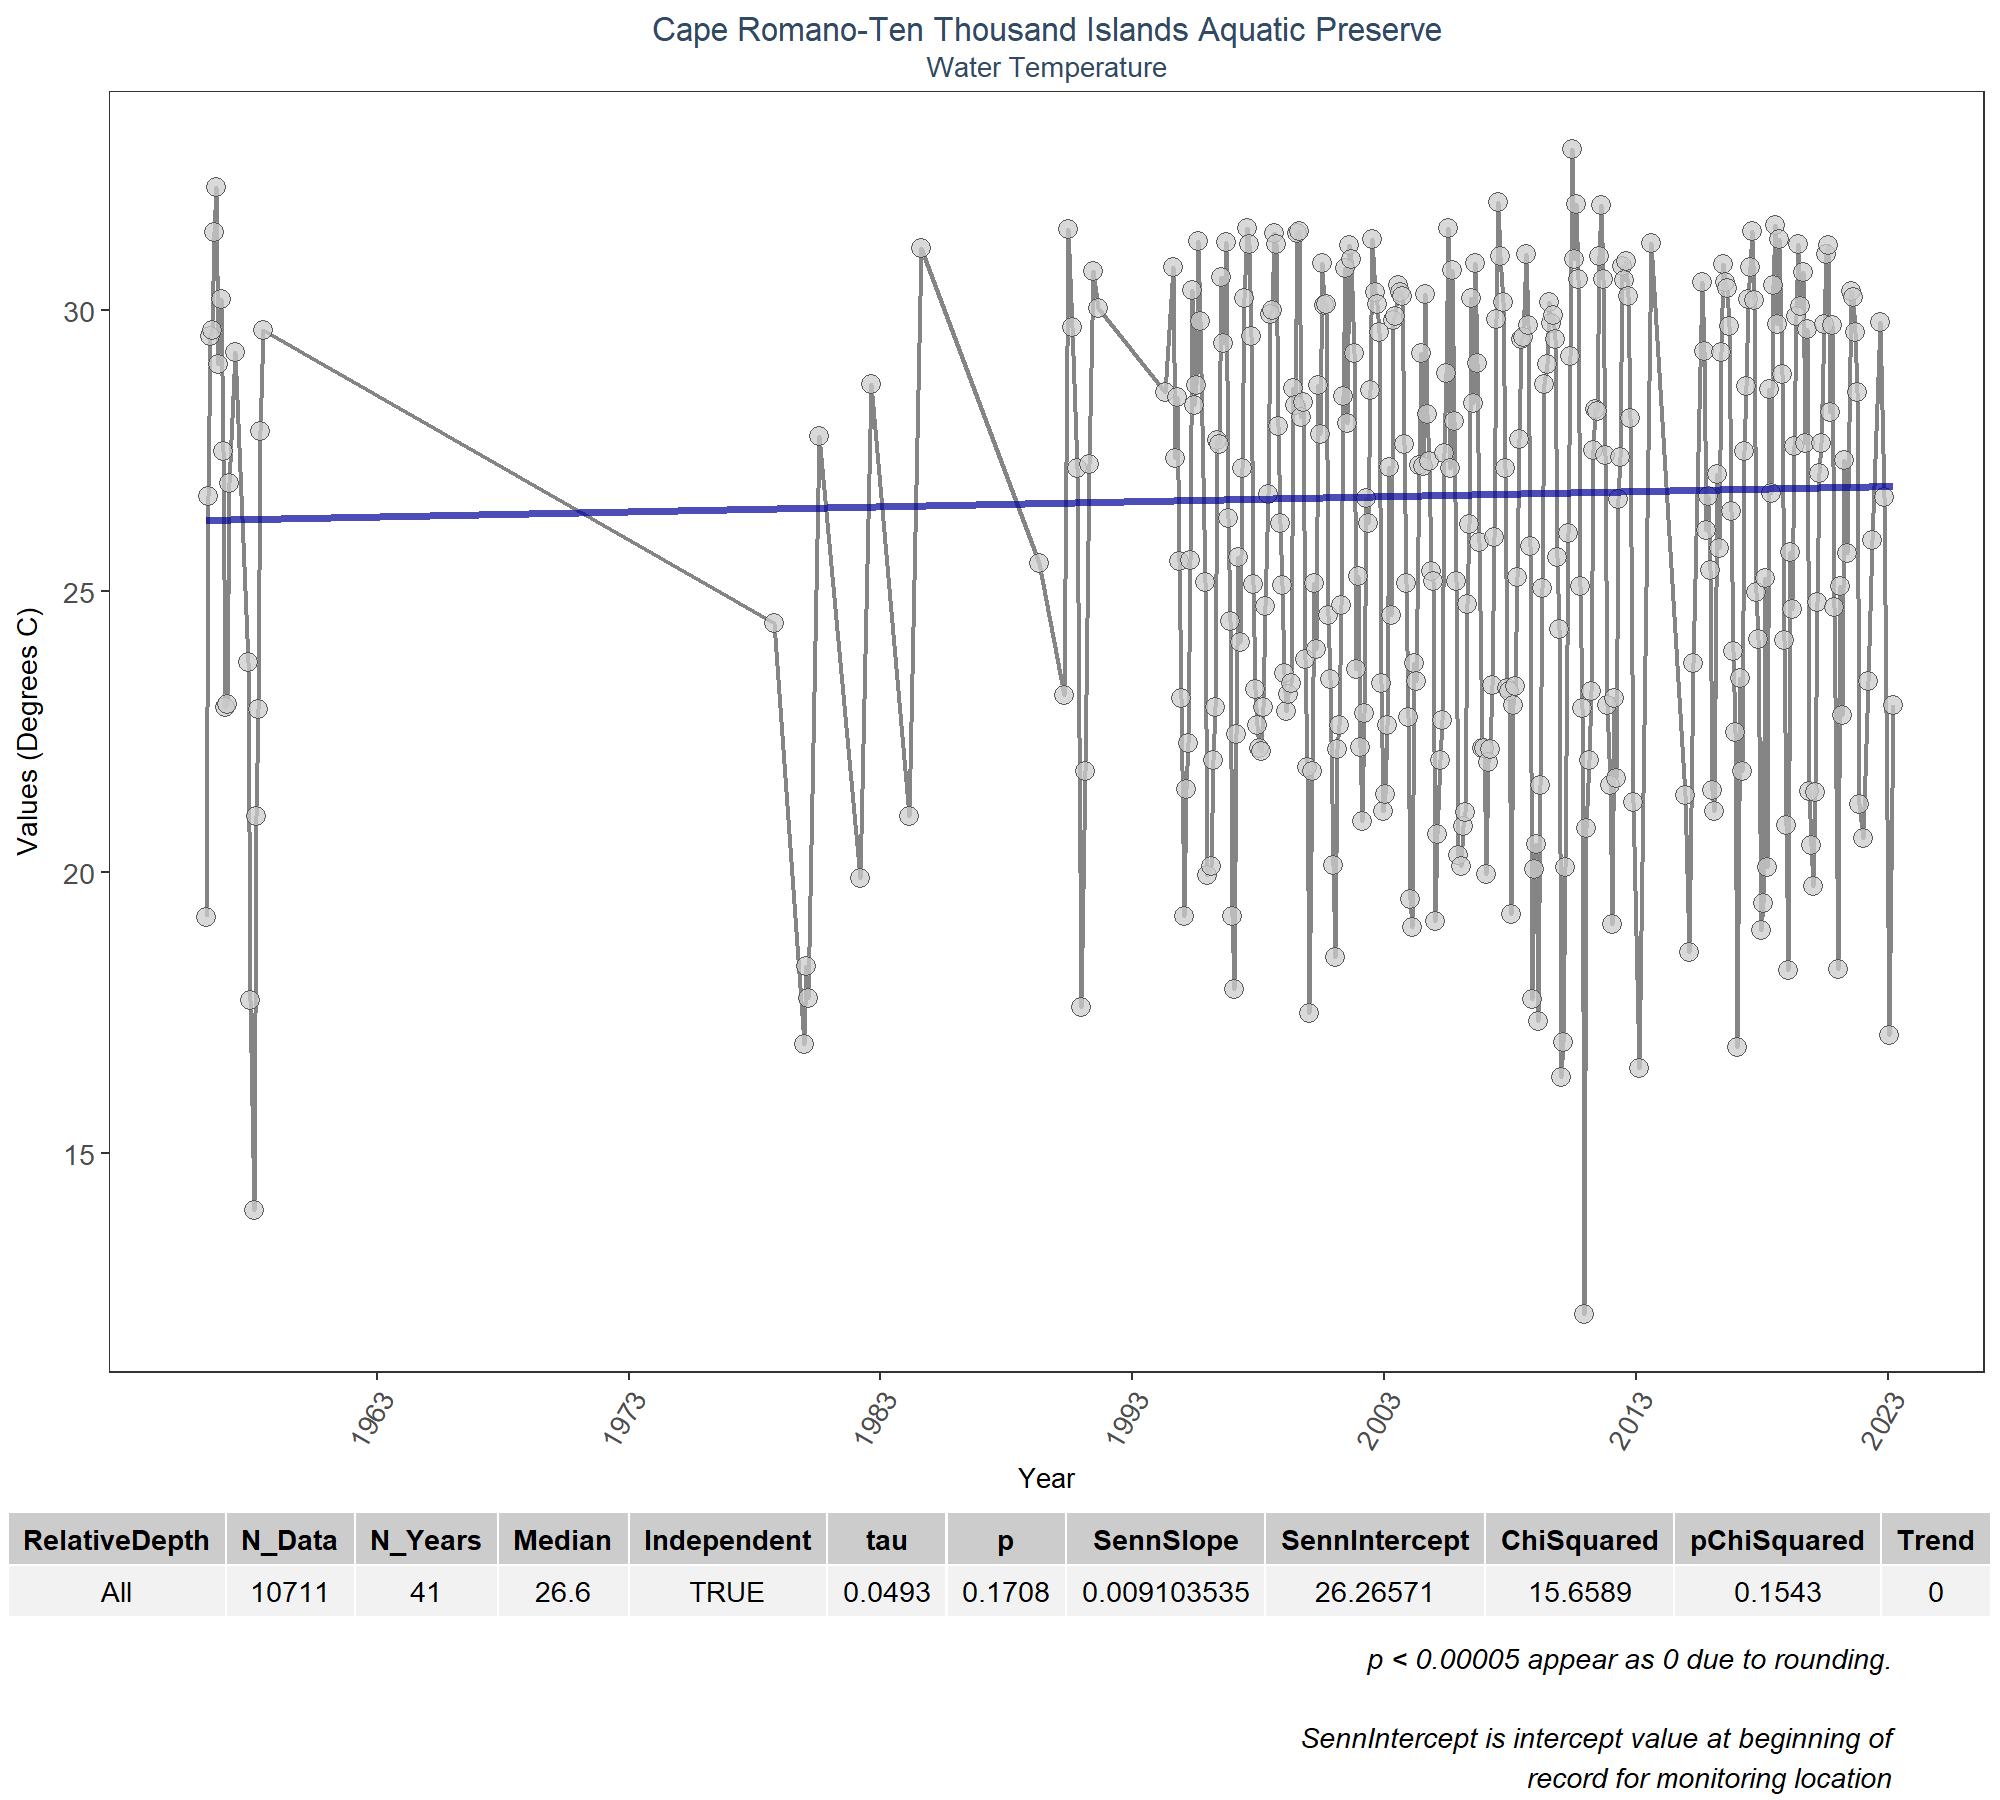 Cape Romano-Ten Thousand Islands Aquatic Preserve
Water Temperature
Values (Degrees C)
30
25
20
15
1963
1973
1983
1993
2003
2013
2023
Year
RelativeDepth N_Data N_Years Median Independent tau p SennSlope SennIntercept ChiSquared pChiSquared Trend
All 10711 41 26.6 TRUE 0.0493 0.1708 0.009103535 26.26571 15.6589 0.1543 0
p < 0.00005 appear as 0 due to rounding.
SennIntercept is intercept value at beginning of
record for monitoring location